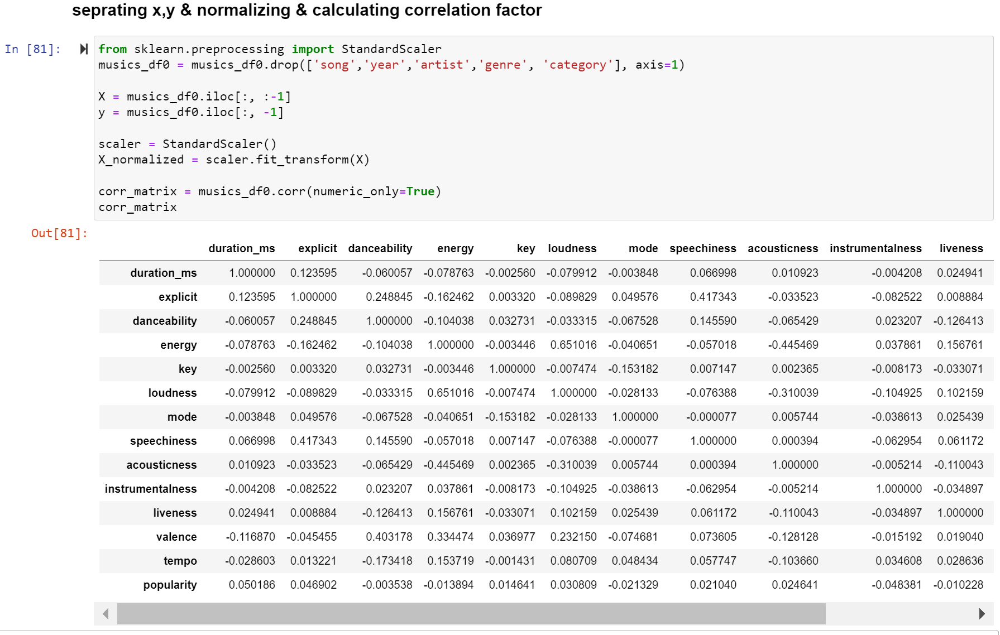 seprating x,y & normalizing & calculating correlation factor
In [81]:
from sklearn.preprocessing import StandardScaler
musics_df0 = musics_df0.drop(['song','year','artist','genre', 'category'], axis=1)
X = musics_df0.iloc[:, :-1]
y = musics_df0.iloc[:, -1]
scaler = StandardScaler()
X_normalized = scaler.fit_transform(X)
corr_matrix = musics_df0.corr(numeric_only=True)
corr_matrix
Out[81]:
duration_ms explicit danceability energy key loudness mode speechiness acousticness instrumentalness liveness
duration_ms 1.000000 0.123595 -0.060057 -0.078763 -0.002560 -0.079912 -0.003848 0.066998 0.010923 -0.004208 0.024941
explicit 0.123595 1.000000 0.248845 -0.162462 0.003320 -0.089829 0.049576 0.417343 -0.033523 -0.082522 0.008884
danceability -0.060057 0.248845 1.000000 -0.104038 0.032731 -0.033315 -0.067528 0.145590 -0.065429 0.023207 -0.126413
energy -0.078763 -0.162462 -0.104038 1.000000 -0.003446 0.651016 -0.040651 -0.057018 -0.445469 0.037861 0.156761
key -0.002560 0.003320 0.032731 -0.003446 1.000000 -0.007474 -0.153182 0.007147 0.002365 -0.008173 -0.033071
loudness -0.079912 -0.089829 -0.033315 0.651016 -0.007474 1.000000 -0.028133 -0.076388 -0.310039 -0.104925 0.102159
mode -0.003848 0.049576 -0.067528 -0.040651 -0.153182 -0.028133 1.000000 -0.000077 0.005744 -0.038613 0.025439
speechiness 0.066998 0.417343 0.145590 -0.057018 0.007147 -0.076388 -0.000077 1.000000 0.000394 -0.062954 0.061172
acousticness 0.010923 -0.033523 -0.065429 -0.445469 0.002365 -0.310039 0.005744 0.000394 1.000000 -0.005214 -0.110043
instrumentalness -0.004208 -0.082522 0.023207 0.037861 -0.008173 -0.104925 -0.038613 -0.062954 -0.005214 1.000000 -0.034897
liveness 0.024941 0.008884 -0.126413 0.156761 -0.033071 0.102159 0.025439 0.061172 -0.110043 -0.034897 1.000000
valence -0.116870 -0.045455 0.403178 0.334474 0.036977 0.232150 -0.074681 0.073605 -0.128128 -0.015192 0.019040
tempo -0.028603 0.013221 -0.173418 0.153719 -0.001431 0.080709 0.048434 0.057747 -0.103660 0.034608 0.028636
popularity 0.050186 0.046902 -0.003538 -0.013894 0.014641 0.030809 -0.021329 0.021040 0.024641 -0.048381 -0.010228